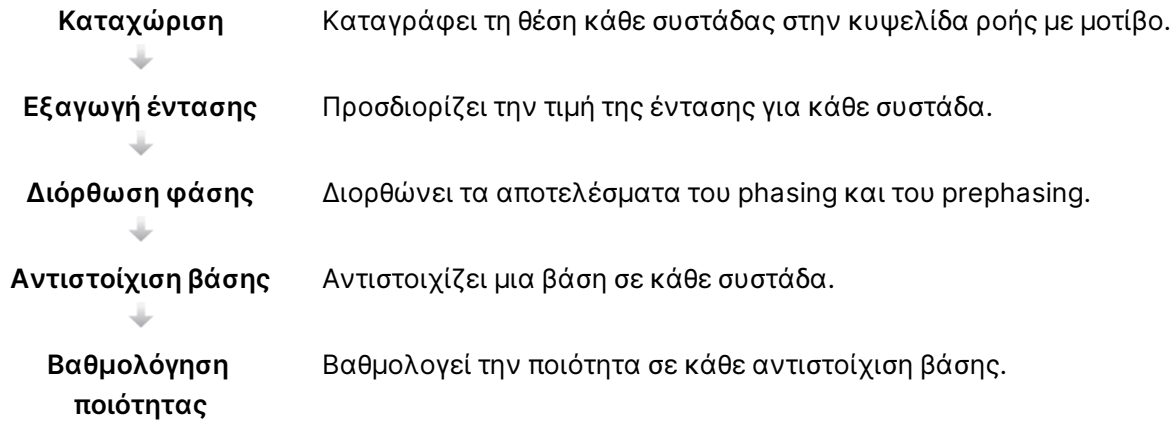 Καταχώριση Καταγράφει τη θέση κάθε συστάδας στην κυψελίδα ροής με μοτίβο.
Εξαγωγή έντασης Προσδιορίζει την τιμή της έντασης για κάθε συστάδα.
Διόρθωση φάσης Διορθώνει τα αποτελέσματα του phasing και του prephasing.
Αντιστοίχιση βάσης Αντιστοιχίζει μια βάση σε κάθε συστάδα.
Βαθμολόγηση Βαθμολογεί την ποιότητα σε κάθε αντιστοίχιση βάσης.
ποιότητας